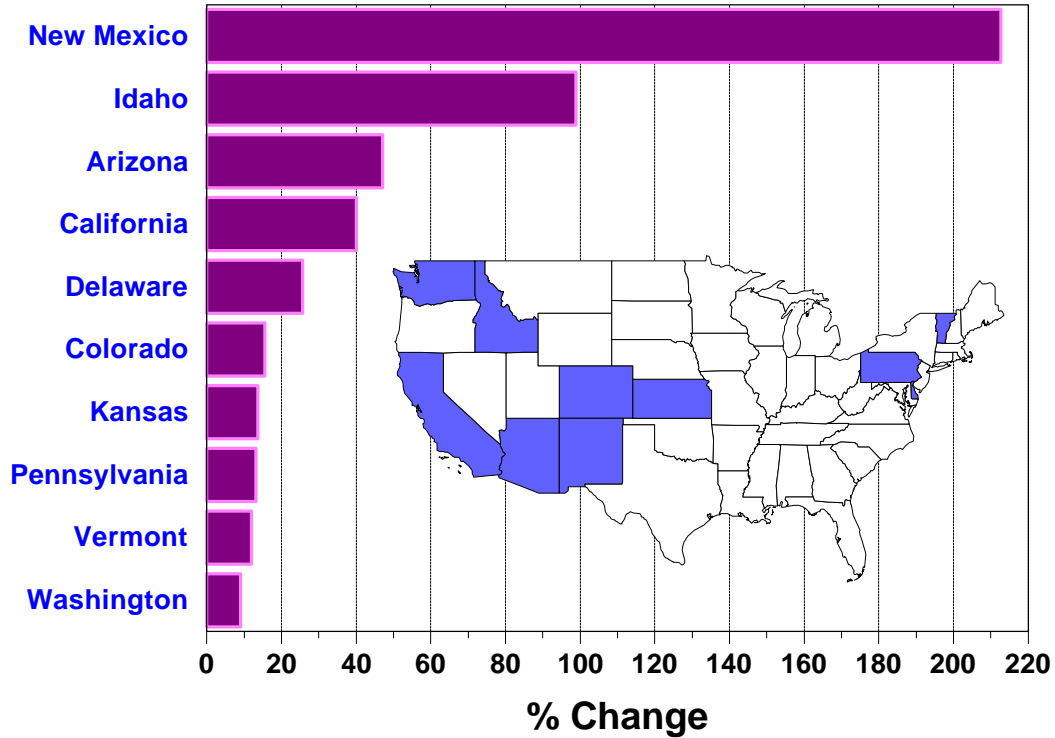 New Mexico
Idaho
Arizona
California
Delaware
Colorado
Kansas
Pennsylvania
Vermont
Washington
0 20 40 60 80 100 120 140 160 180 200 220
% Change